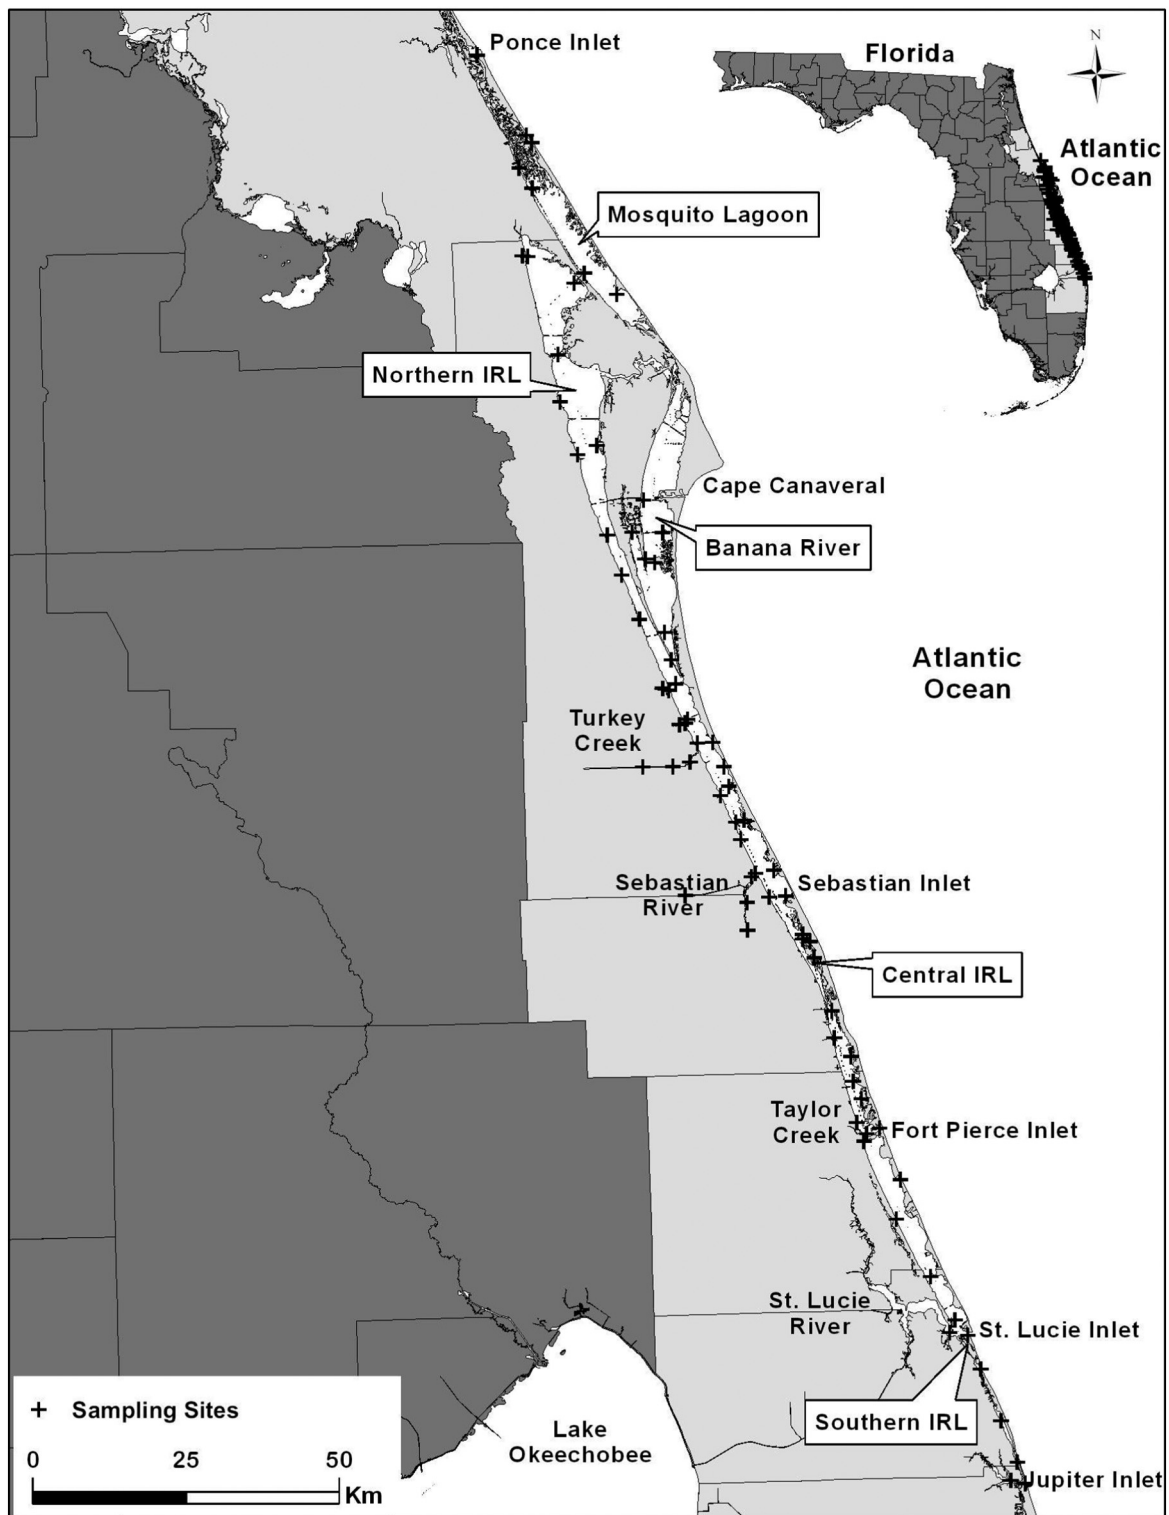 Ponce Inlet
Florida
N
Atlantic
Ocean
Mosquito Lagoon
Northern IRL
Cape Canaveral
Banana River
Atlantic
Ocean
Turkey
Creek
Sebastian
River
Sebastian Inlet
Central IRL
Taylor
Creek
Fort Pierce Inlet
St. Lucie
River
St. Lucie Inlet
Southern IRL
Sampling Sites
Lake
Okeechobee
0 25 50
Km
Jupiter Inlet